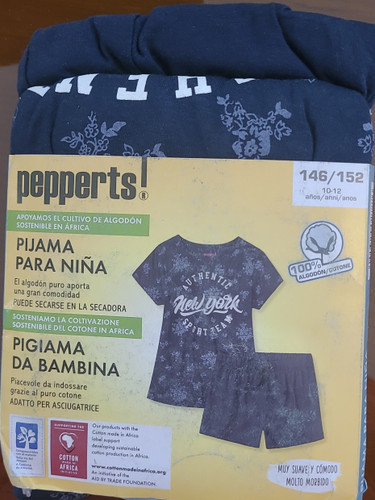 pepperts!®
146/152
10-12
años/añni/anos
APOYAMOS EL CULTIVO DE ALGODÓN
SOSTENIBLE EN ÁFRICA
PIJAMA
PARA NIÑA
El algodón puro aporta
una gran comodidad
PUEDE SECARSE EN LA SECADORA
SOSTENIAMO LA COLTIVAZIONE
SOSTENIBILE DEL COTONE IN AFRICA
PIGIAMA
DA BAMBINA
Piacevole da indossare
grazie al puro cotone
ADATTO PER ASCIUGATRICE
100%
ALGODÓN/COTONE
AUTHENTIC
New York
SPIRT TEAM
COTTON
MADE IN
AFRICA
Our products with the
Cotton made in Africa
label support
developing sustainable
cotton production in Africa.
www.cottonmadeinafrica.org
An initiative of the
AID BY TRADE FOUNDATION.
MUY SUAVE Y CÓMODO
MOLTO MORBIDO